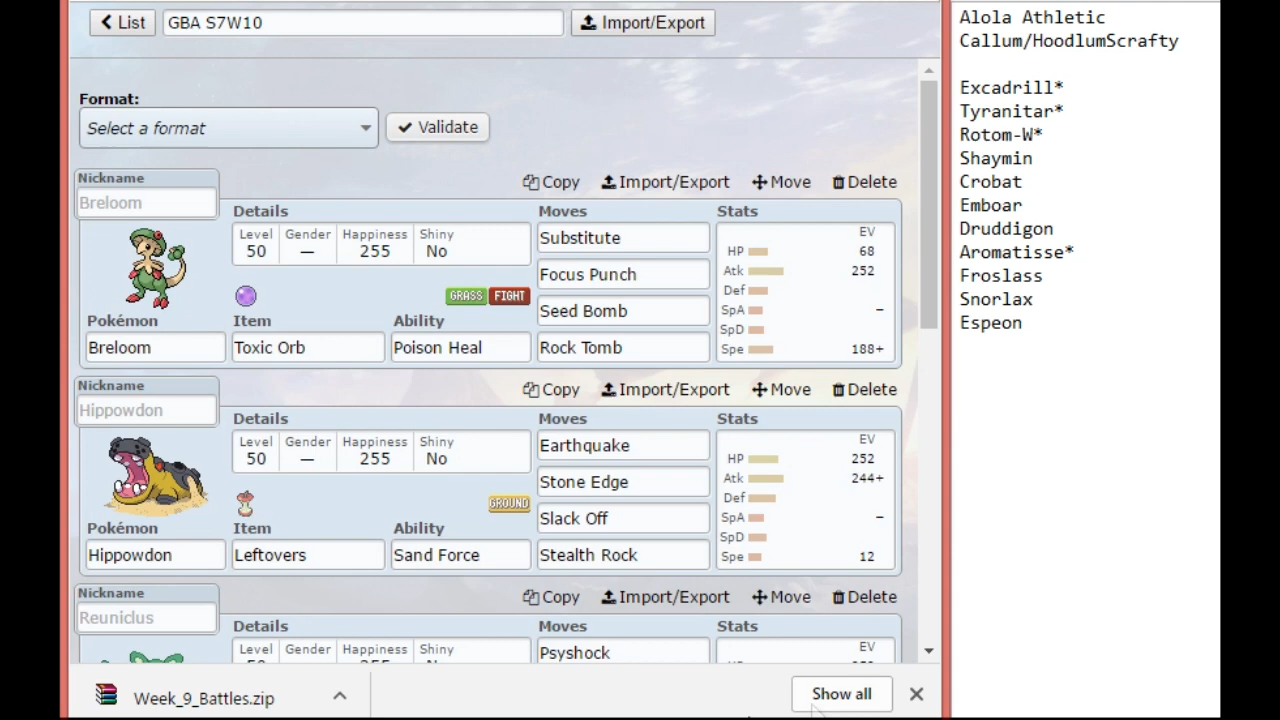 List
GBA S7W10
Import/Export
Format:
Select a format
Validate
Nickname
Breloom
Copy Import/Export Move Delete
Details
Level Gender Happiness Shiny
50 — 255 No
GRASS FIGHT
Pokémon Item Ability
Breloom Toxic Orb Poison Heal
Moves
Substitute
Focus Punch
Seed Bomb
Rock Tomb
Stats
EV
HP 68
Atk 252
Def
SpA –
SpD
Spe 188+
Nickname
Hippowdon
Copy Import/Export Move Delete
Details
Level Gender Happiness Shiny
50 — 255 No
GROUND
Pokémon Item Ability
Hippowdon Leftovers Sand Force
Moves
Earthquake
Stone Edge
Slack Off
Stealth Rock
Stats
EV
HP 252
Atk 244+
Def
SpA –
SpD
Spe 12
Nickname
Reuniclus
Copy Import/Export Move Delete
Details
Level Gender Happiness Shiny
Moves
Psyshock
Stats
EV
Week_9_Battles.zip
Show all
Alola Athletic
Callum/HoodlumScrafty
Excadrill*
Tyranitar*
Rotom-W*
Shaymin
Crobat
Emboar
Druddigon
Aromatisse*
Froslass
Snorlax
Espeon